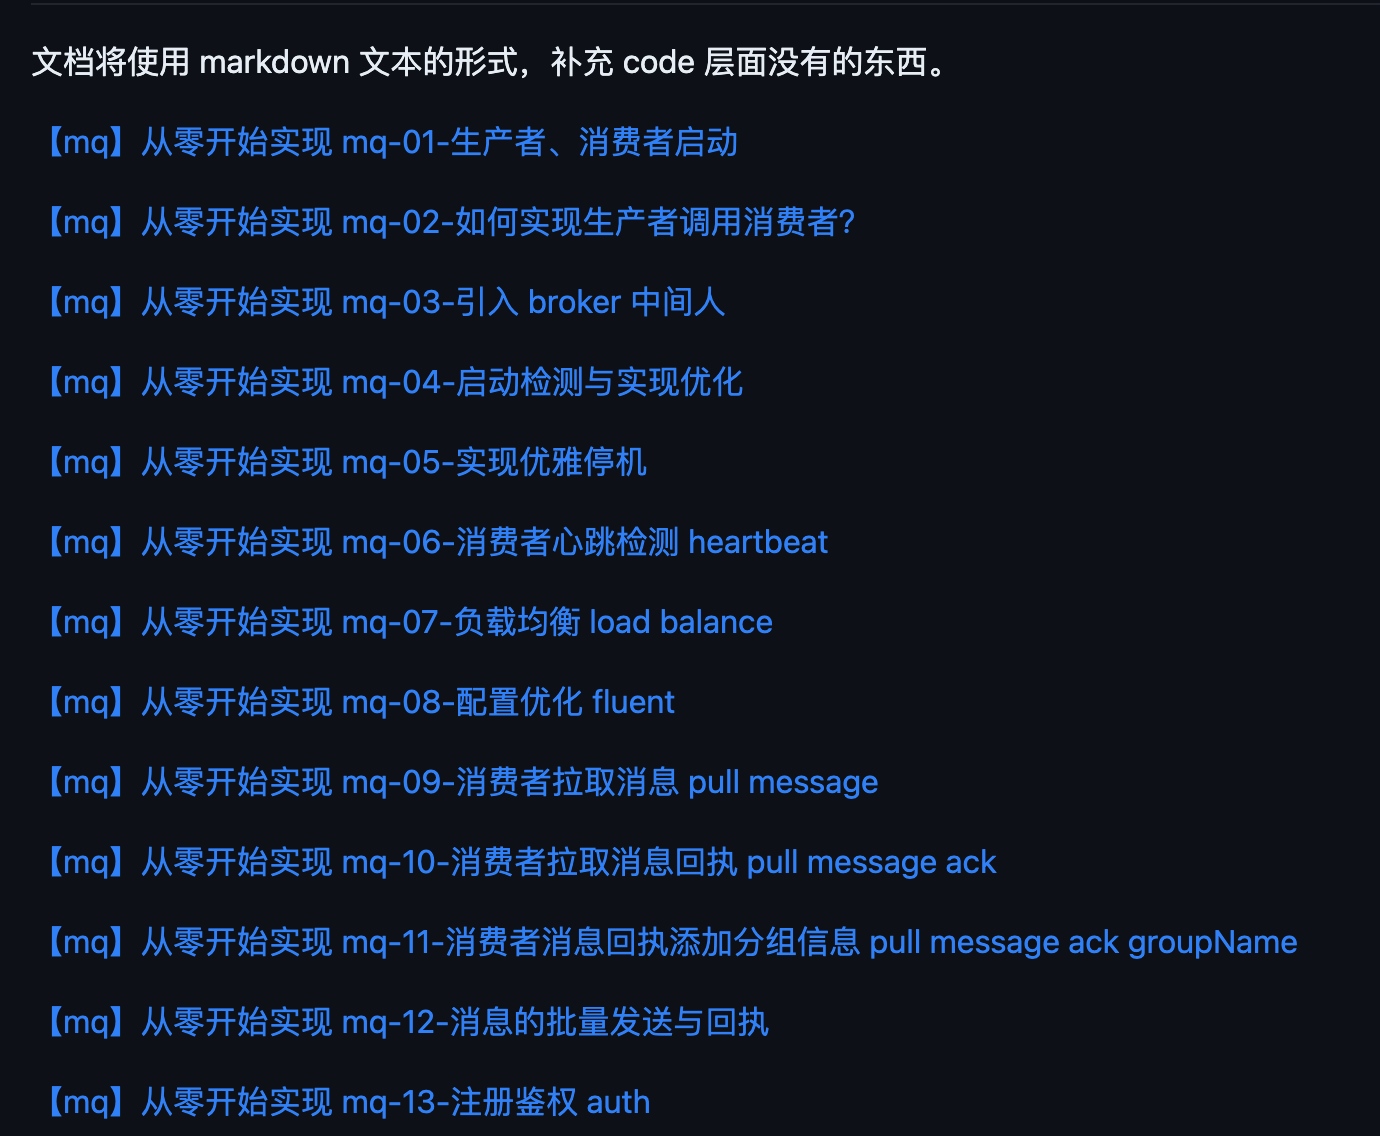 文档将使用 markdown 文本的形式，补充 code 层面没有的东西。
【mq】从零开始实现 mq-01-生产者、消费者启动
【mq】从零开始实现 mq-02-如何实现生产者调用消费者?
【mq】从零开始实现 mq-03-引入 broker 中间人
【mq】从零开始实现 mq-04-启动检测与实现优化
【mq】从零开始实现 mq-05-实现优雅停机
【mq】从零开始实现 mq-06-消费者心跳检测 heartbeat
【mq】从零开始实现 mq-07-负载均衡 load balance
【mq】从零开始实现 mq-08-配置优化 fluent
【mq】从零开始实现 mq-09-消费者拉取消息 pull message
【mq】从零开始实现 mq-10-消费者拉取消息回执 pull message ack
【mq】从零开始实现 mq-11-消费者消息回执添加分组信息 pull message ack groupName
【mq】从零开始实现 mq-12-消息的批量发送与回执
【mq】从零开始实现 mq-13-注册鉴权 auth